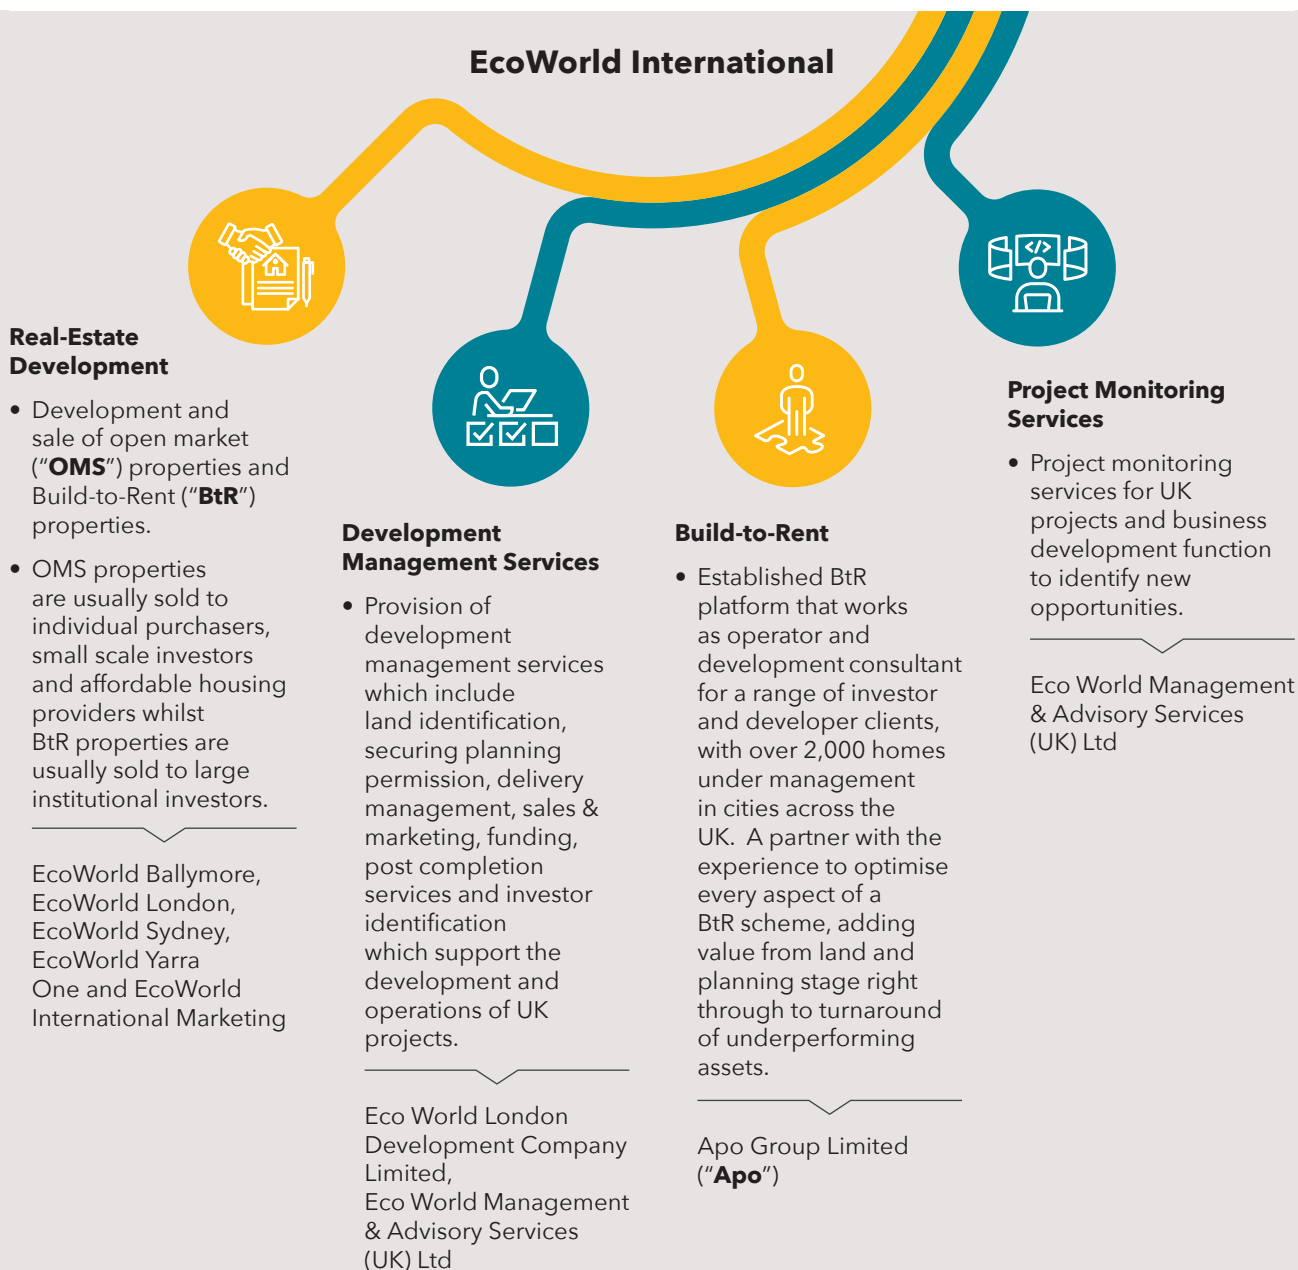 EcoWorld International
Real-Estate
Development
• Development and
sale of open market
(“OMS”) properties and
Build-to-Rent (“BtR”)
properties.
• OMS properties
are usually sold to
individual purchasers,
small scale investors
and affordable housing
providers whilst
BtR properties are
usually sold to large
institutional investors.
EcoWorld Ballymore,
EcoWorld London,
EcoWorld Sydney,
EcoWorld Yarra
One and EcoWorld
International Marketing
Development
Management Services
• Provision of
development
management services
which include
land identification,
securing planning
permission, delivery
management, sales &
marketing, funding,
post completion
services and investor
identification
which support the
development and
operations of UK
projects.
Eco World London
Development Company
Limited,
Eco World Management
& Advisory Services
(UK) Ltd
Build-to-Rent
• Established BtR
platform that works
as operator and
development consultant
for a range of investor
and developer clients,
with over 2,000 homes
under management
in cities across the
UK. A partner with the
experience to optimise
every aspect of a
BtR scheme, adding
value from land and
planning stage right
through to turnaround
of underperforming
assets.
Apo Group Limited
(“Apo”)
</>
Project Monitoring
Services
• Project monitoring
services for UK
projects and business
development function
to identify new
opportunities.
Eco World Management
& Advisory Services
(UK) Ltd